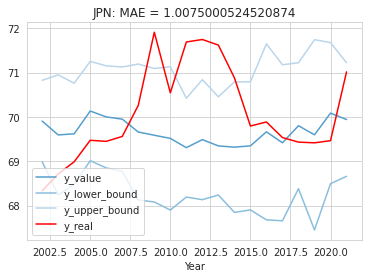 JPN: MAE = 1.0075000524520874
72
71
70
69
68
y_value
y_lower_bound
y_upper_bound
y_real
2002.5 2005.0 2007.5 2010.0 2012.5 2015.0 2017.5 2020.0
Year